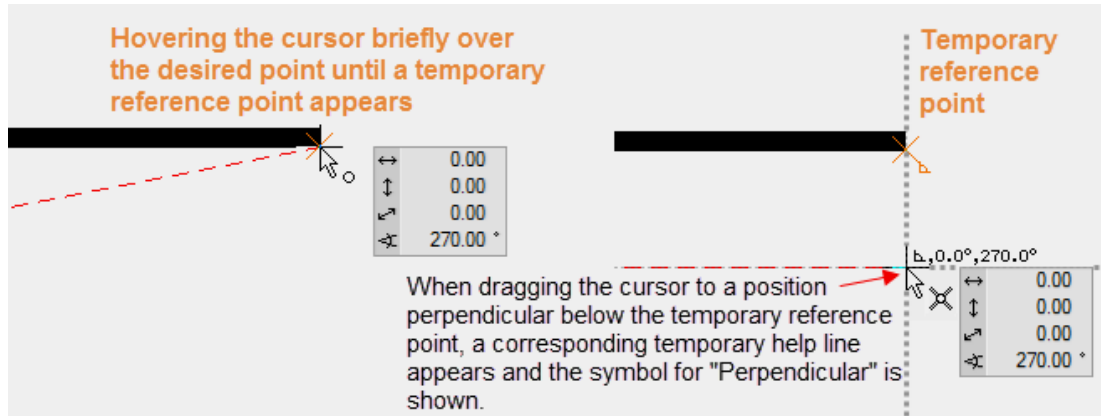 Hovering the cursor briefly over
the desired point until a temporary
reference point appears
Temporary
reference
point
0.00
0.00
0.00
270.00 °
,0.0°,270.0°
0.00
0.00
0.00
270.00 °
When dragging the cursor to a position
perpendicular below the temporary reference
point, a corresponding temporary help line
appears and the symbol for "Perpendicular" is
shown.